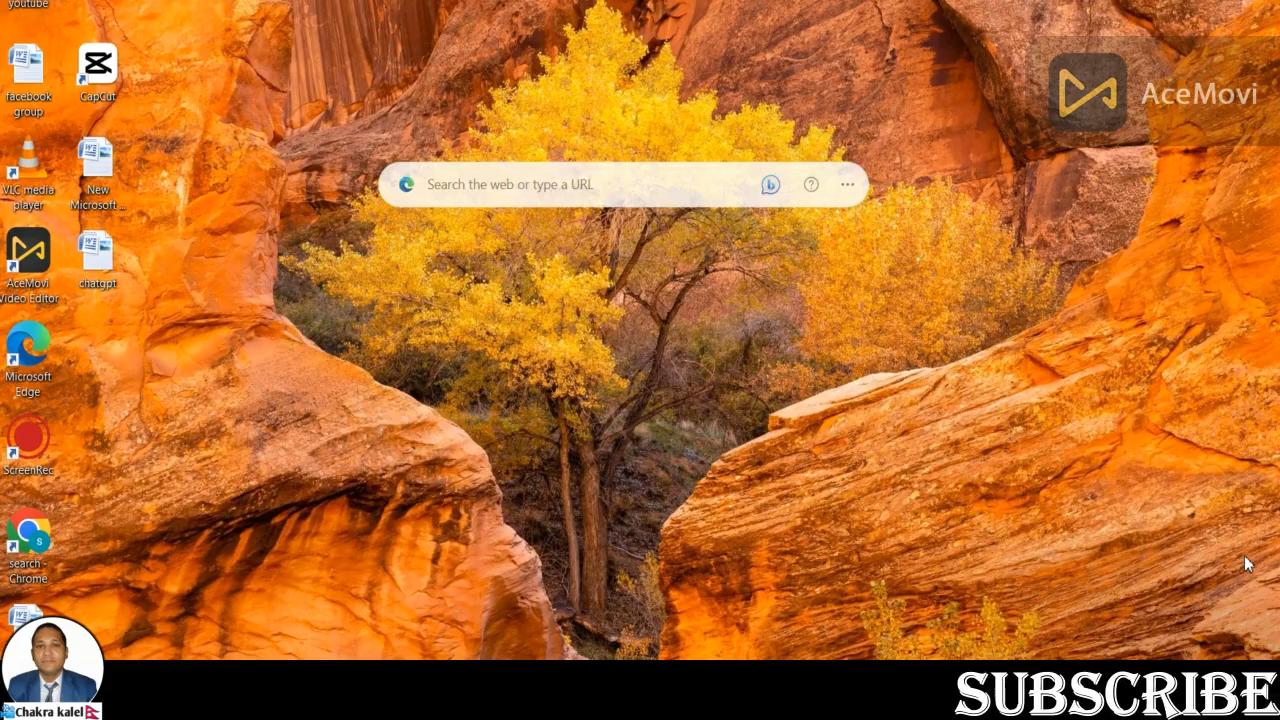 youtube
facebook
group
CapCut
VLC media
player
New
Microsoft ...
AceMovi
Video Editor
chatgpt
Microsoft
Edge
ScreenRec
search -
Chrome
Search the web or type a URL
AceMovi
Chakra kalel
SUBSCRIBE